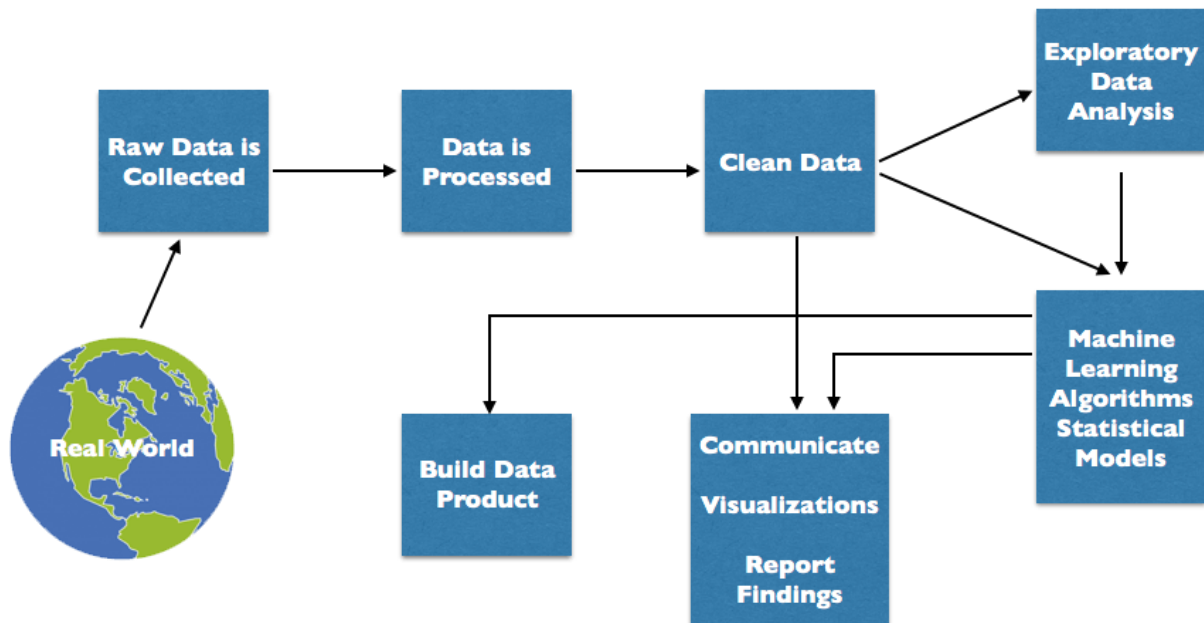 Raw Data is
Collected
Data is
Processed
Clean Data
Exploratory
Data
Analysis
Machine
Learning
Algorithms
Statistical
Models
Real World
Build Data
Product
Communicate
Visualizations
Report
Findings